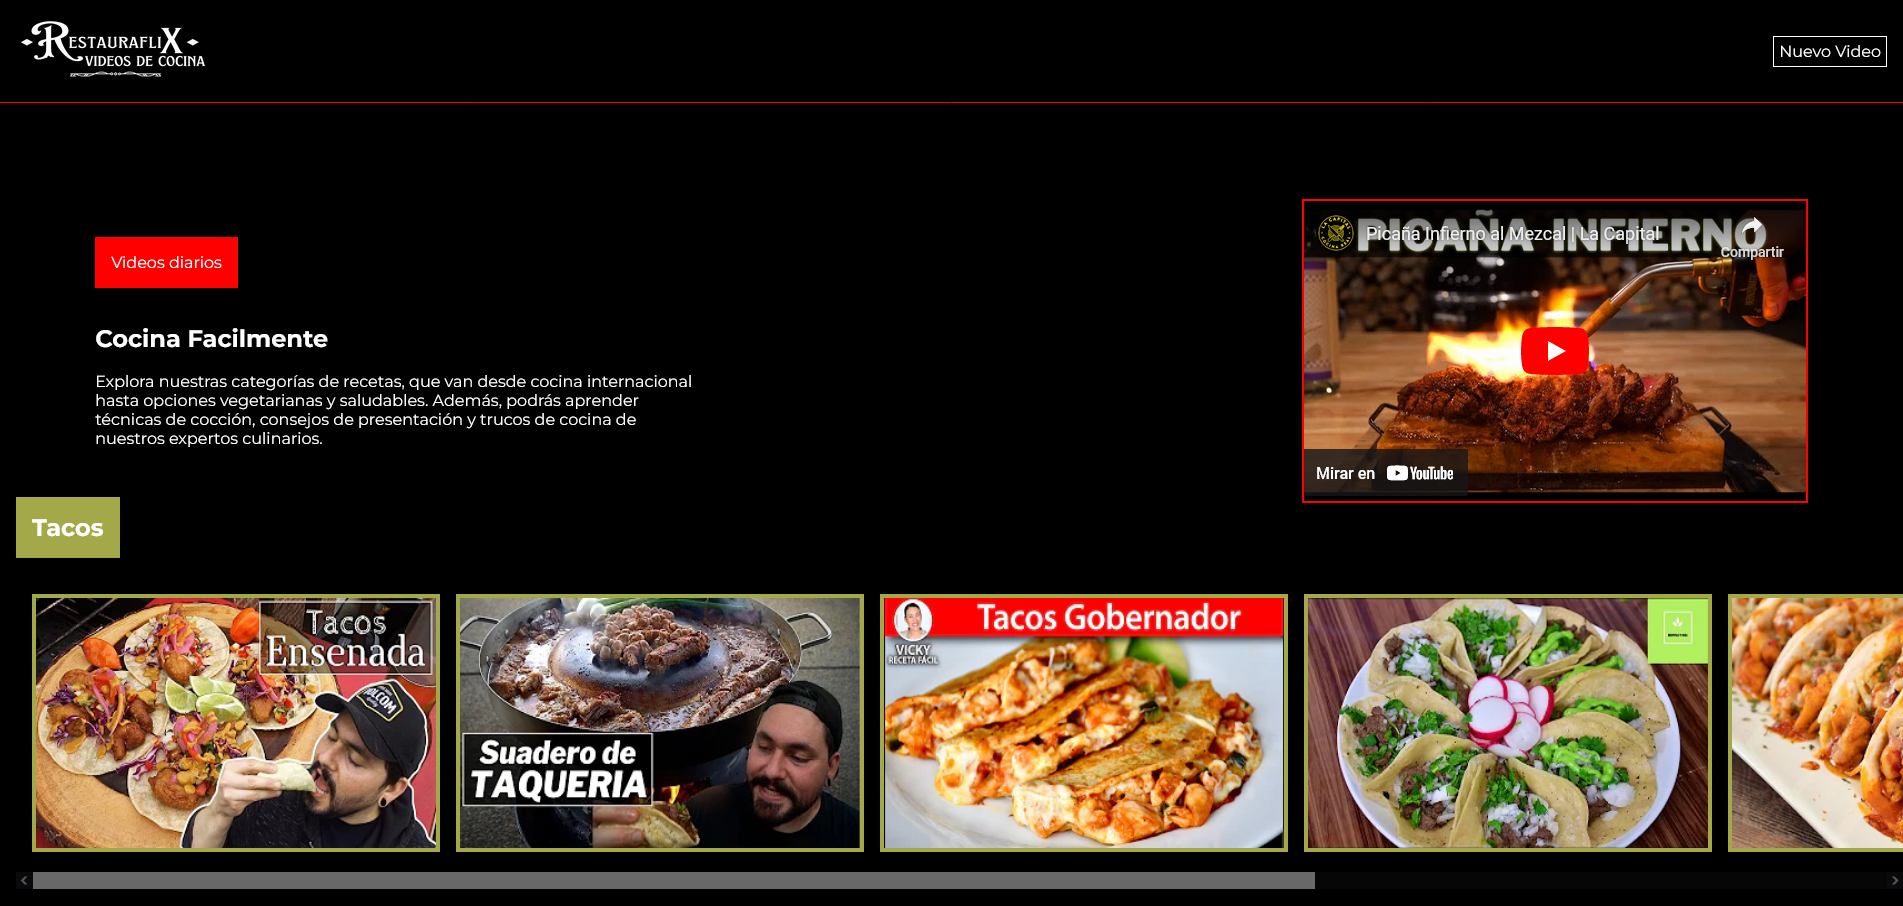 RESTAURAFLIX
VIDEOS DE COCINA
Nuevo Video
PICAÑA INFIERNO
Picaña Infierno al Mezcal | La Capital
Compartir
Videos diarios
Cocina Facilmente
Explora nuestras categorías de recetas, que van desde cocina internacional
hasta opciones vegetarianas y saludables. Además, podrás aprender
técnicas de cocción, consejos de presentación y trucos de cocina de
nuestros expertos culinarios.
Mirar en YouTube
Tacos
Tacos
Ensenada
Suadero de
TAQUERIA
Tacos Gobernador
VICKY
RECETA FACIL